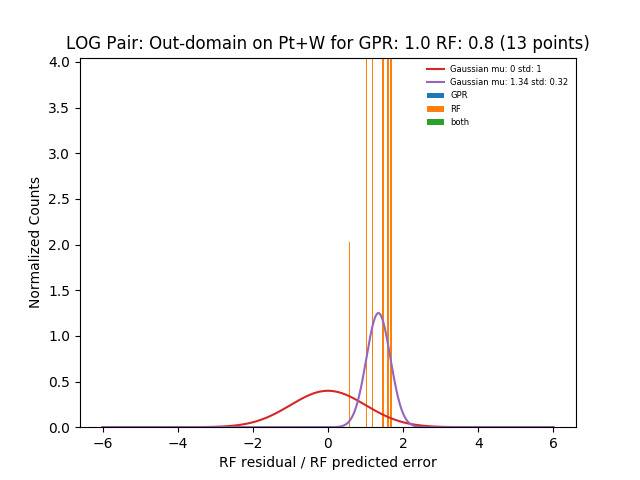 LOG Pair: Out-domain on Pt+W for GPR: 1.0 RF: 0.8 (13 points)
Gaussian mu: 0 std: 1
Gaussian mu: 1.34 std: 0.32
GPR
RF
both
Normalized Counts
4.0
3.5
3.0
2.5
2.0
1.5
1.0
0.5
0.0
−6 −4 −2 0 2 4 6
RF residual / RF predicted error